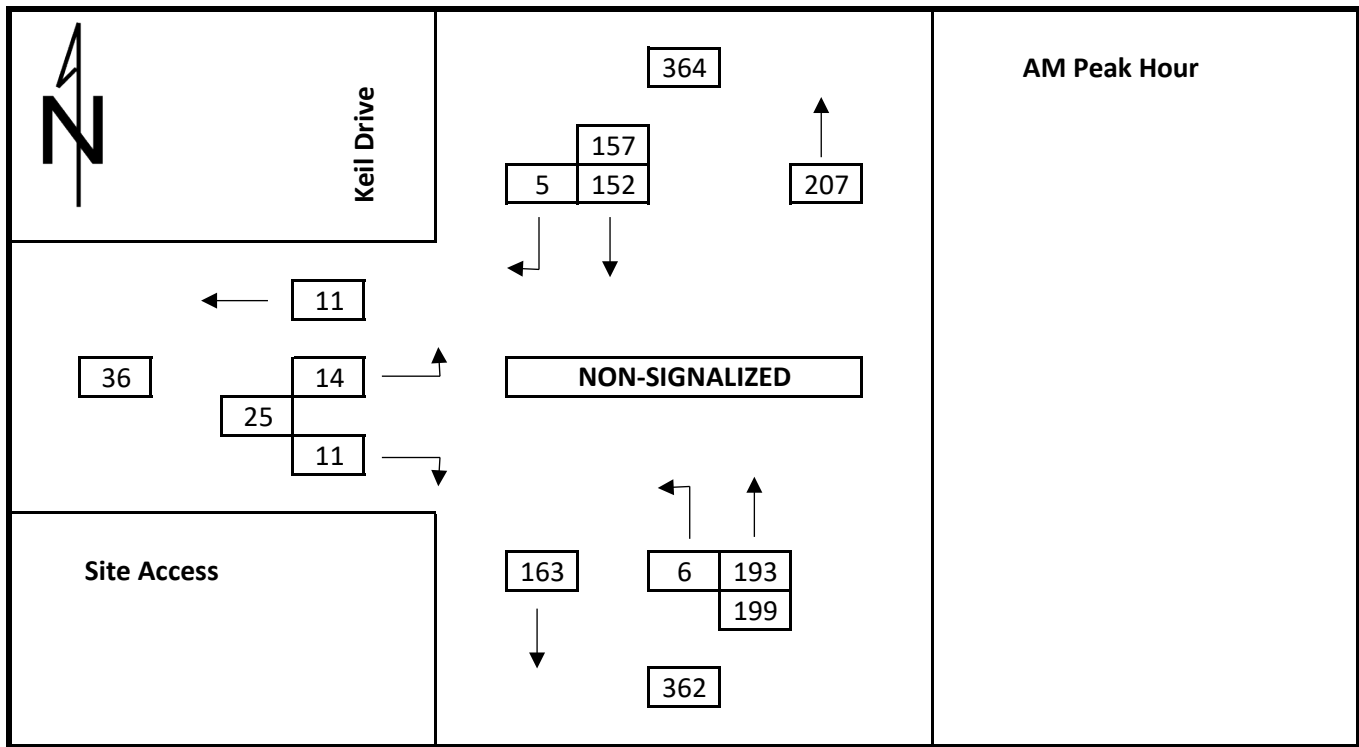 364
AM Peak Hour
N
Keil Drive
157
5 152
207
11
36
14
NON-SIGNALIZED
25
11
Site Access
163
6 193
199
362